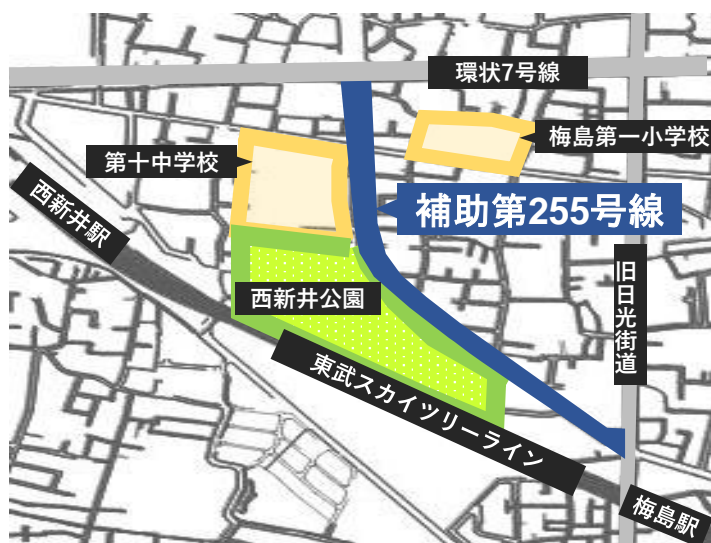 環状7号線
梅島第一小学校
第十中学校
補助第255号線
西新井駅
西新井公園
旧日光街道
東武スカイツリーライン
梅島駅